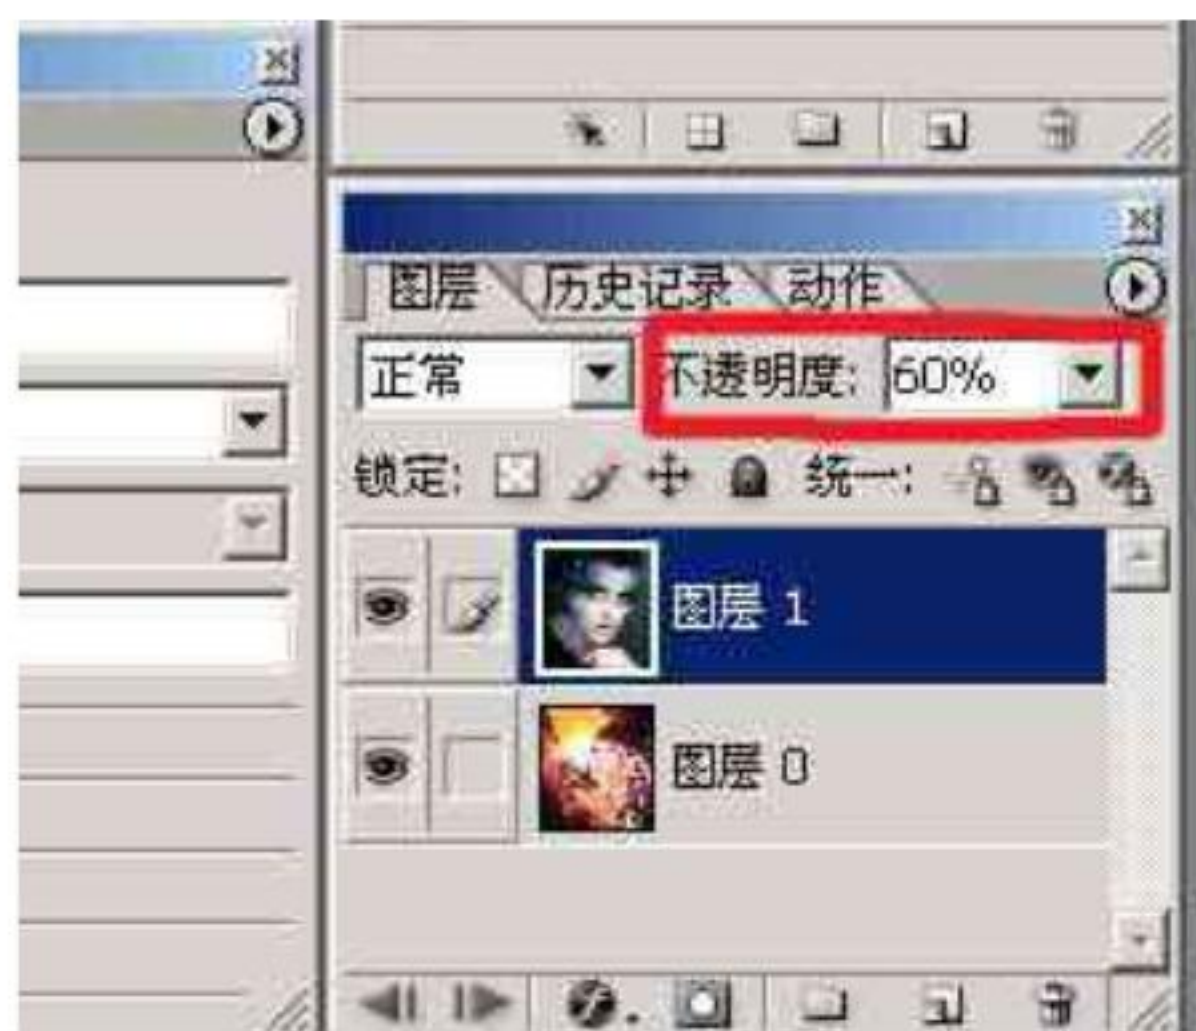 图层 历史记录 动作
正常 不透明度: 60%
锁定: 统一:
图层 1
图层 0